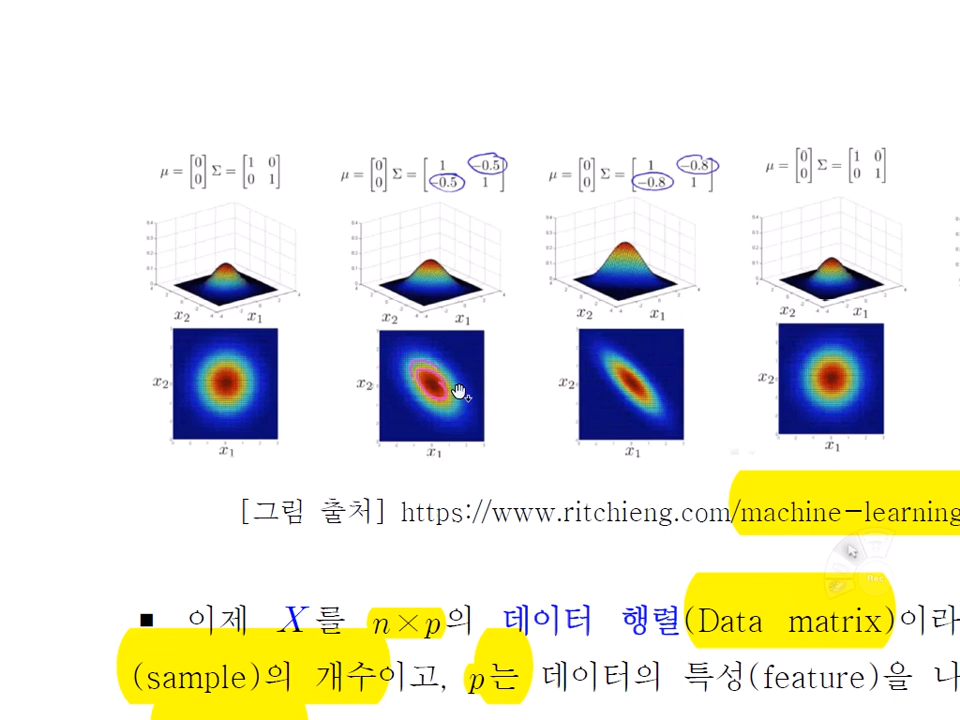 μ = [0 0] Σ = [1 0 0 1]
μ = [0 0] Σ = [1 -0.5 -0.5 1]
μ = [0 0] Σ = [1 -0.8 -0.8 1]
μ = [0 0] Σ = [1 0 0 1]
x₂ x₁ x₂ x₁ x₂ x₁ x₂ x₁
x₂ x₂ x₂ x₂
x₁ x₁ x₁ x₁
[그림 출처] https://www.ritchieng.com/machine-learning
▪ 이제 X를 n×p의 데이터 행렬(Data matrix)이라
(sample)의 개수이고, p는 데이터의 특성(feature)을 나